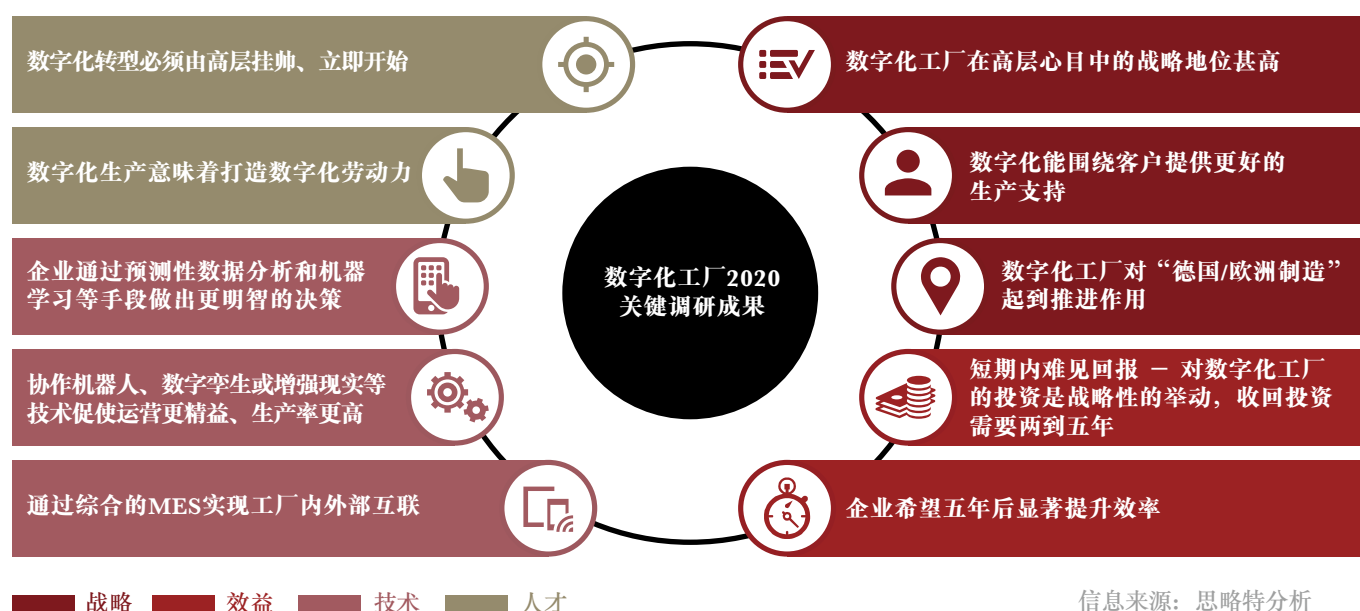 数字化转型必须由高层挂帅、立即开始
数字化生产意味着打造数字化劳动力
企业通过预测性数据分析和机器
学习等手段做出更明智的决策
协作机器人、数字孪生或增强现实等
技术促使运营更精益、生产率更高
通过综合的MES实现工厂内外部互联
数字化工厂2020
关键调研成果
数字化工厂在高层心目中的战略地位甚高
数字化能围绕客户提供更好的
生产支持
数字化工厂对“德国/欧洲制造”
起到推进作用
短期内难见回报 — 对数字化工厂
的投资是战略性的举动，收回投资
需要两到五年
企业希望五年后显著提升效率
战略 效益 技术 人才
信息来源：思略特分析